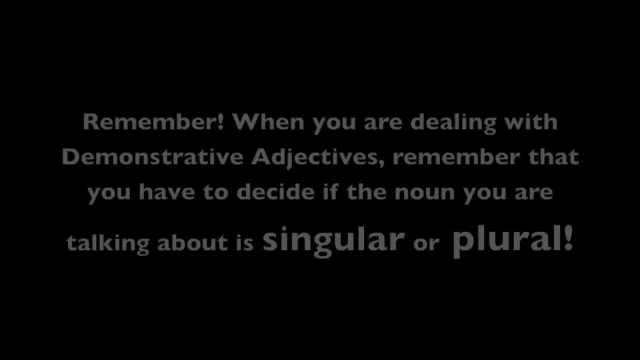 Remember! When you are dealing with
Demonstrative Adjectives, remember that
you have to decide if the noun you are
talking about is singular or plural!